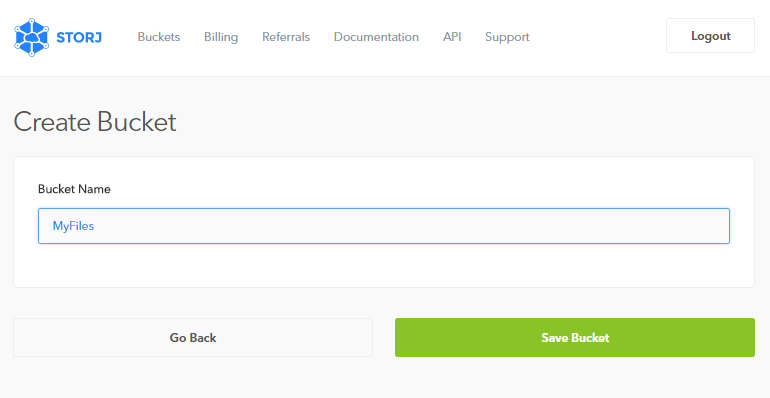 STORJ Buckets Billing Referrals Documentation API Support Logout
Create Bucket
Bucket Name
MyFiles
Go Back Save Bucket